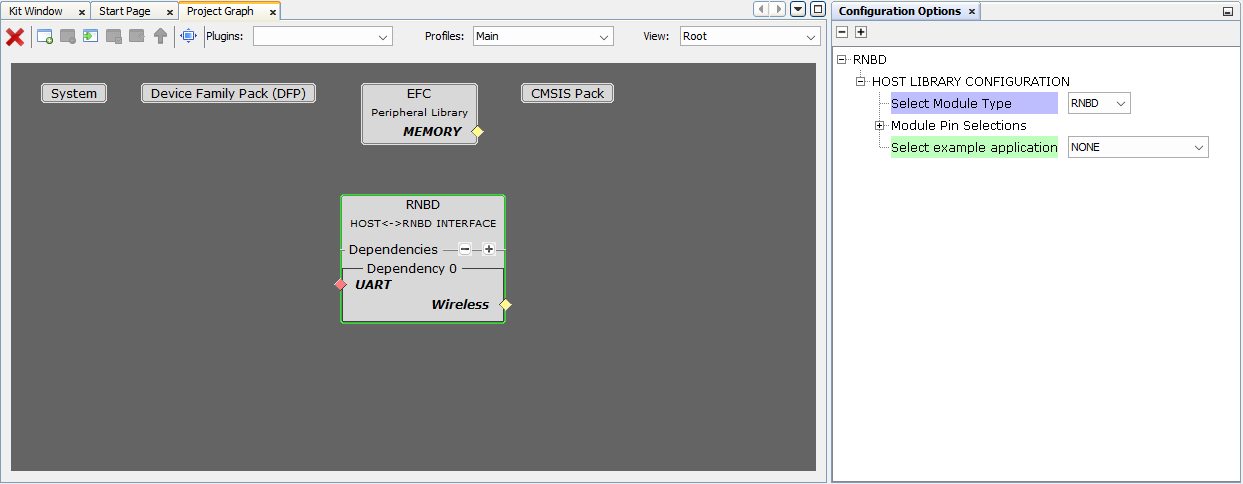 Kit Window × Start Page × Project Graph ×
Plugins: Profiles: Main View: Root
System
Device Family Pack (DFP)
EFC
Peripheral Library
MEMORY
CMSIS Pack
RNBD
HOST<->RNBD INTERFACE
Dependencies
Dependency 0
UART
Wireless
Configuration Options ×
RNBD
HOST LIBRARY CONFIGURATION
Select Module Type RNBD
Module Pin Selections
Select example application NONE